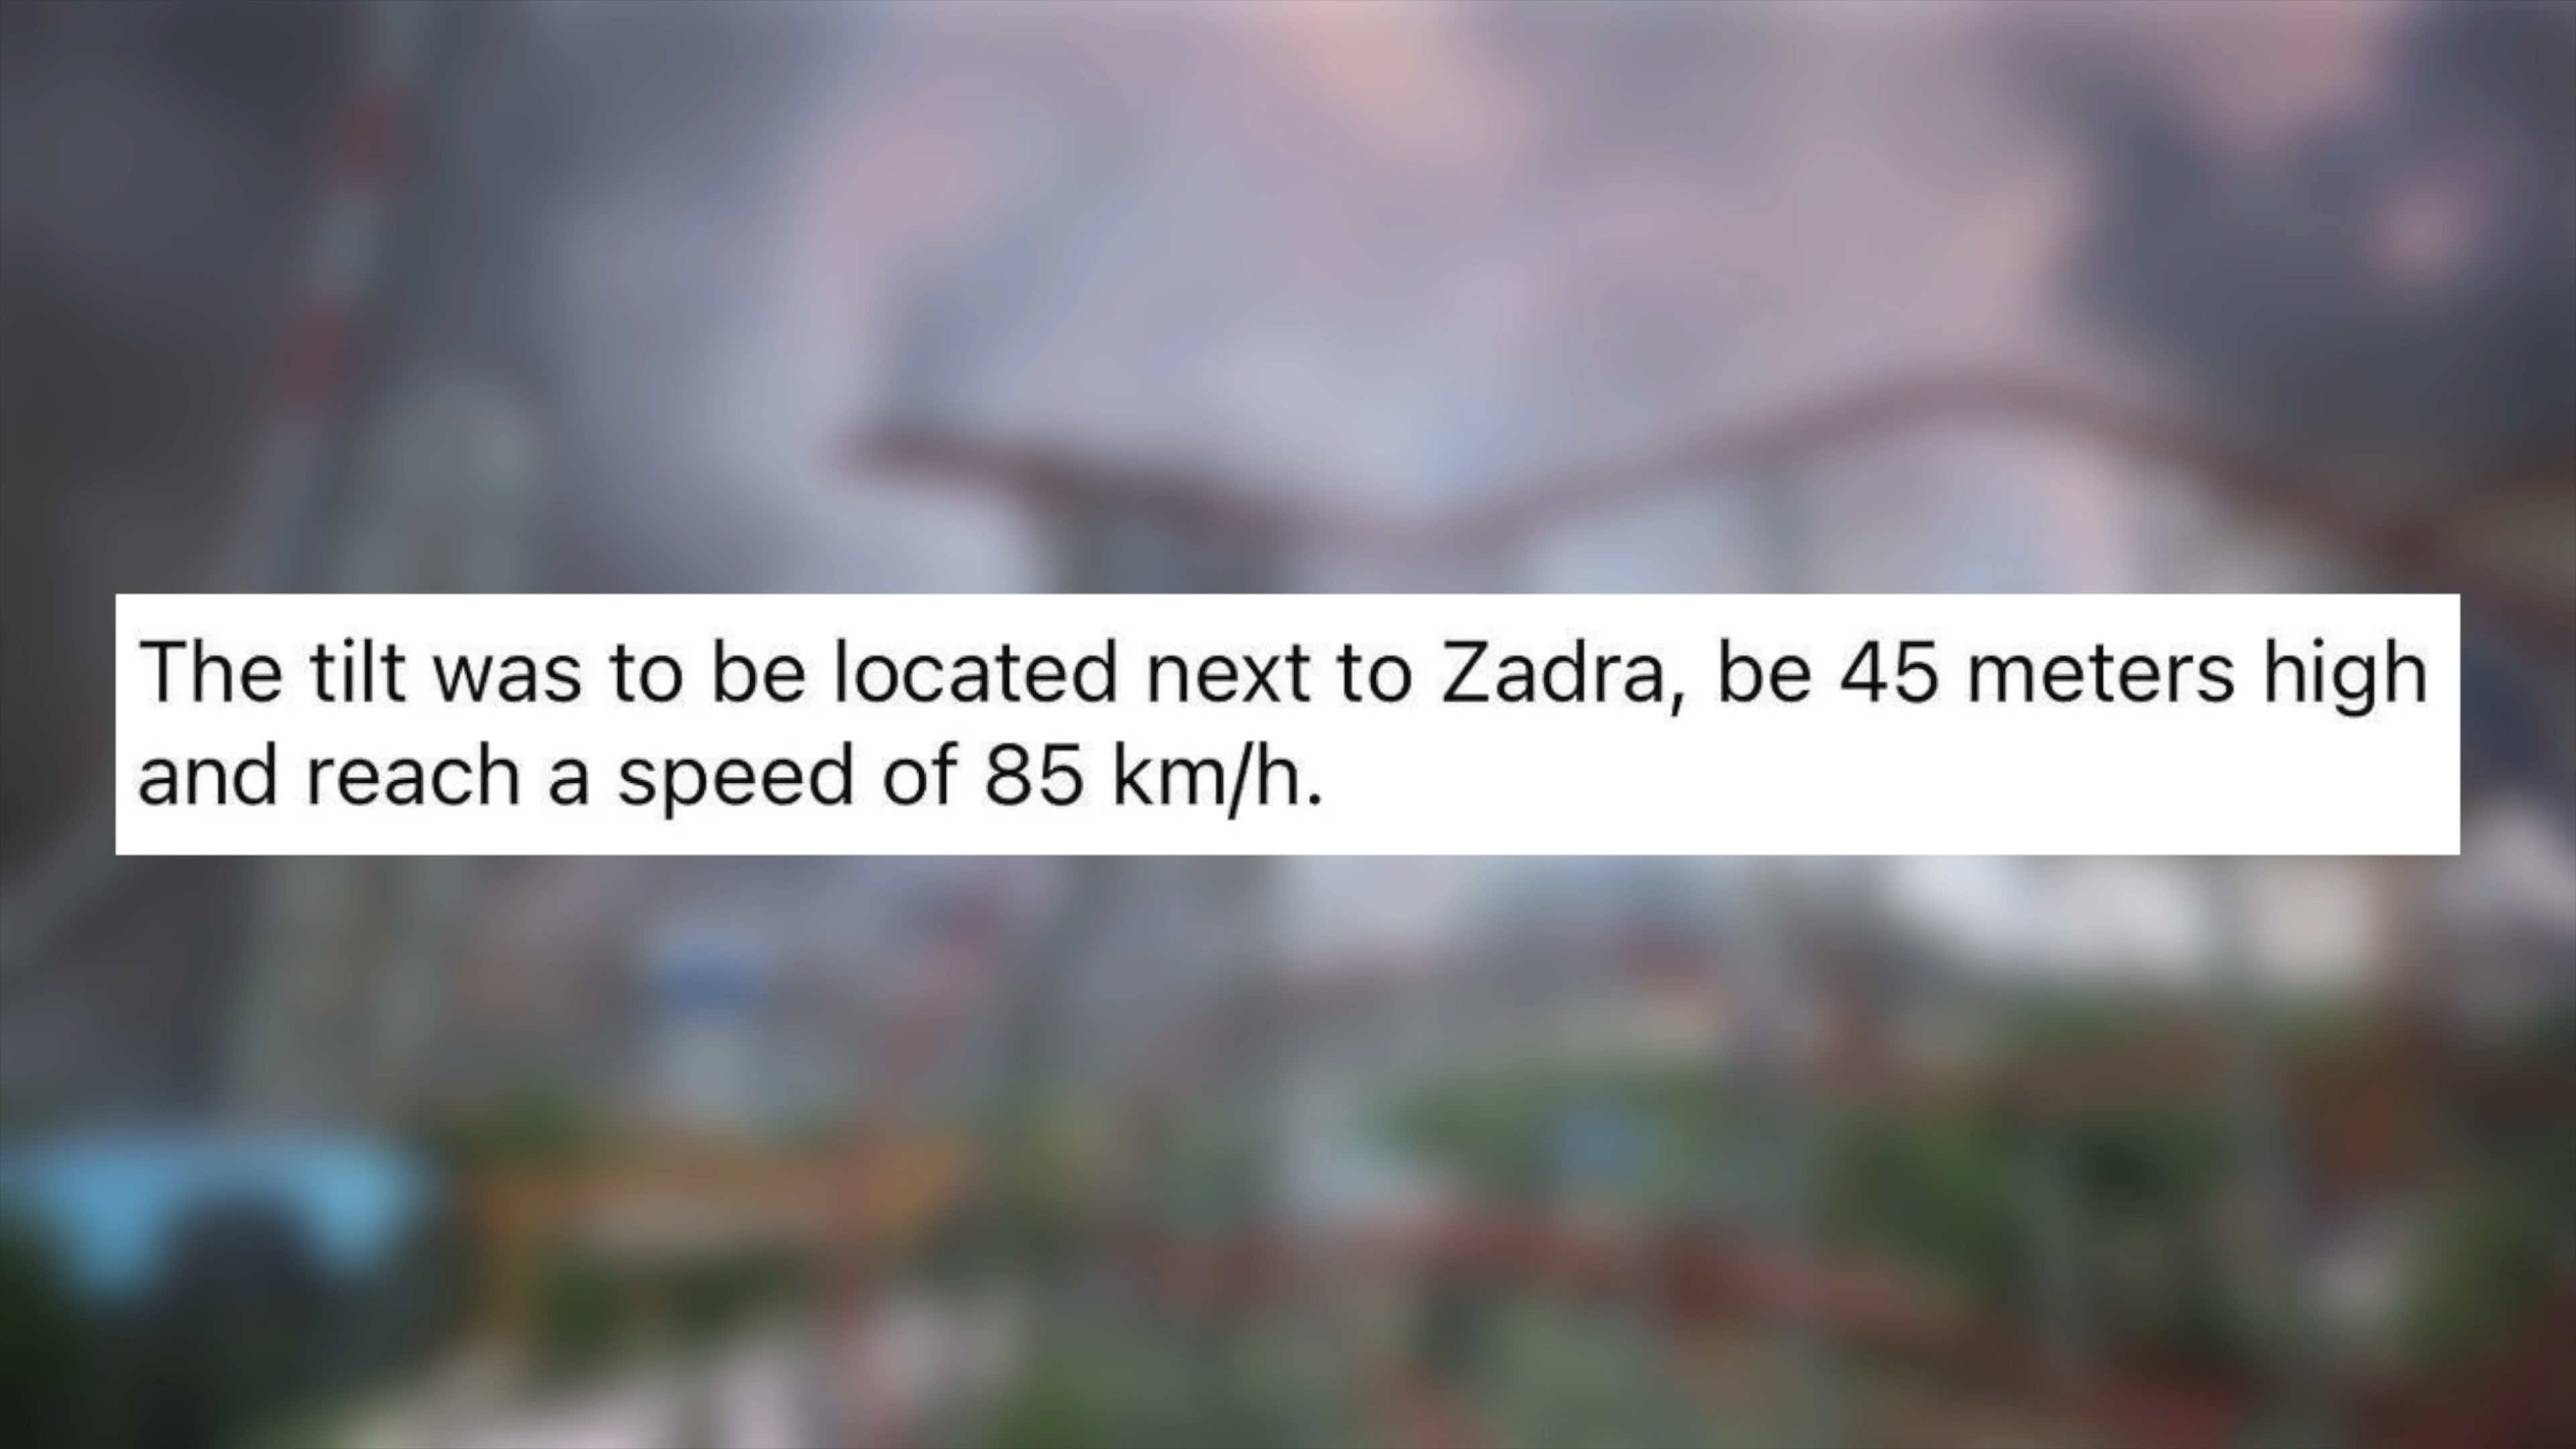 The tilt was to be located next to Zadra, be 45 meters high
and reach a speed of 85 km/h.